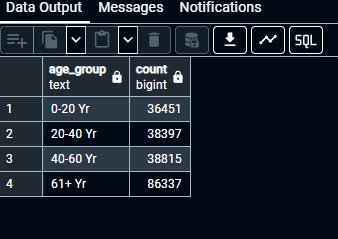 Data Output Messages Notifications
SQL
age_group text count bigint
1 0-20 Yr 36451
2 20-40 Yr 38397
3 40-60 Yr 38815
4 61+ Yr 86337